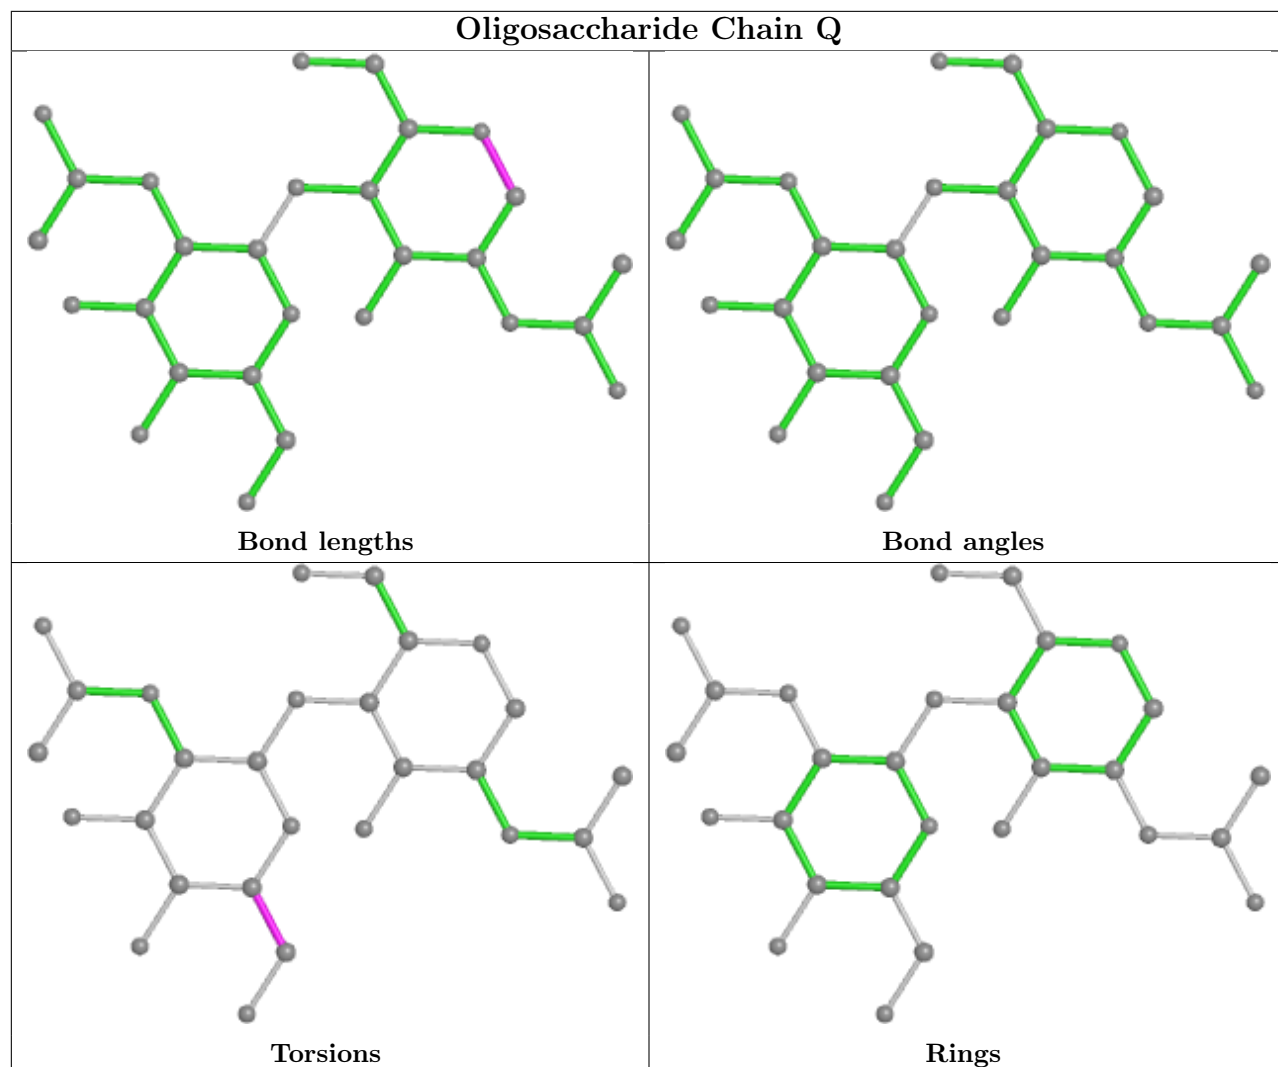 Oligosaccharide Chain Q
Bond lengths
Bond angles
Torsions
Rings